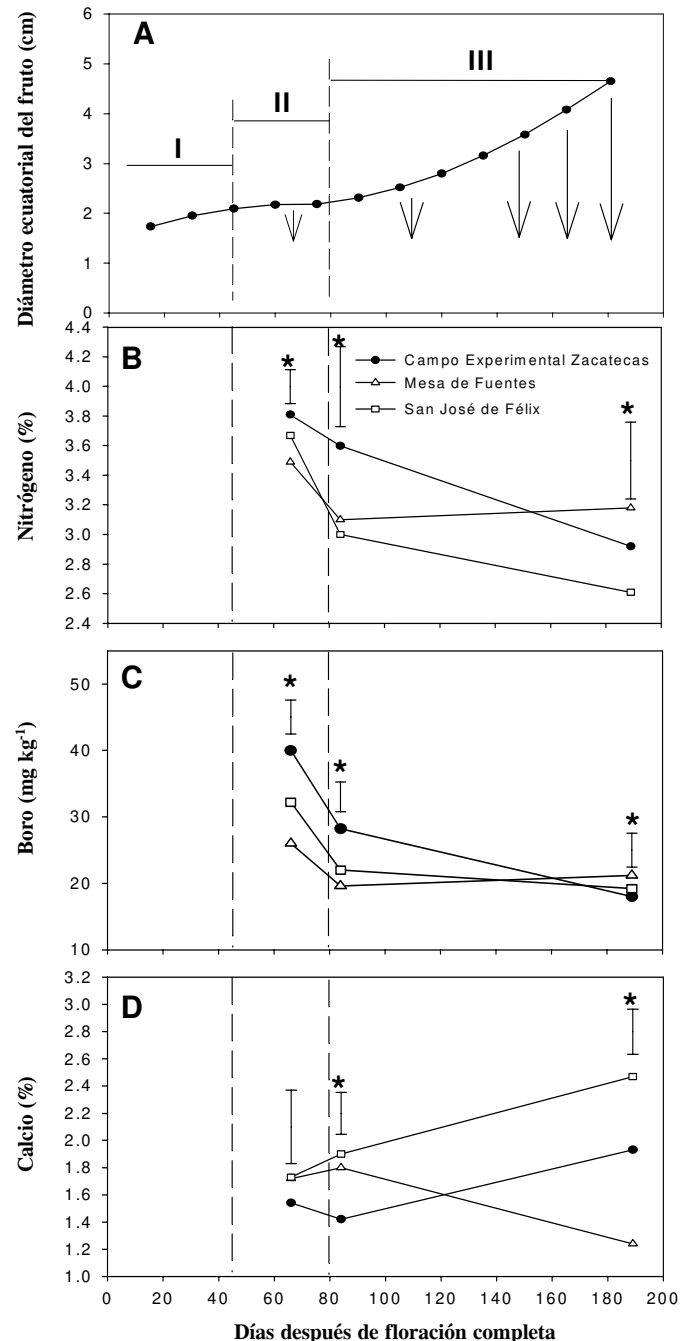 A
Diámetro ecuatorial del fruto (cm)
6
5
4
3
2
1
0
I
II
III
B
Nitrógeno (%)
4.4
4.2
4.0
3.8
3.6
3.4
3.2
3.0
2.8
2.6
2.4
*
*
*
Campo Experimental Zacatecas
Mesa de Fuentes
San José de Félix
C
Boro (mg kg-1)
50
40
30
20
10
*
*
*
D
Calcio (%)
3.2
3.0
2.8
2.6
2.4
2.2
2.0
1.8
1.6
1.4
1.2
1.0
*
*
0 20 40 60 80 100 120 140 160 180 200
Días después de floración completa